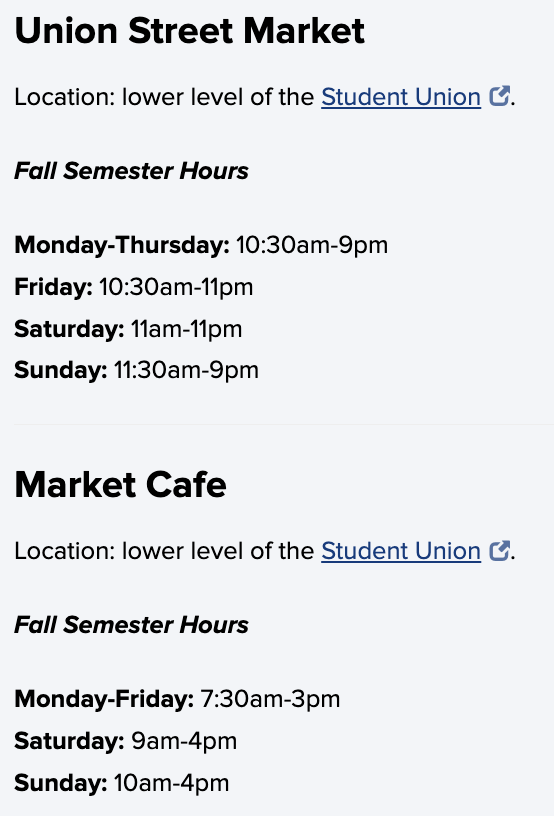 Union Street Market
Location: lower level of the Student Union.
Fall Semester Hours
Monday-Thursday: 10:30am-9pm
Friday: 10:30am-11pm
Saturday: 11am-11pm
Sunday: 11:30am-9pm
Market Cafe
Location: lower level of the Student Union.
Fall Semester Hours
Monday-Friday: 7:30am-3pm
Saturday: 9am-4pm
Sunday: 10am-4pm